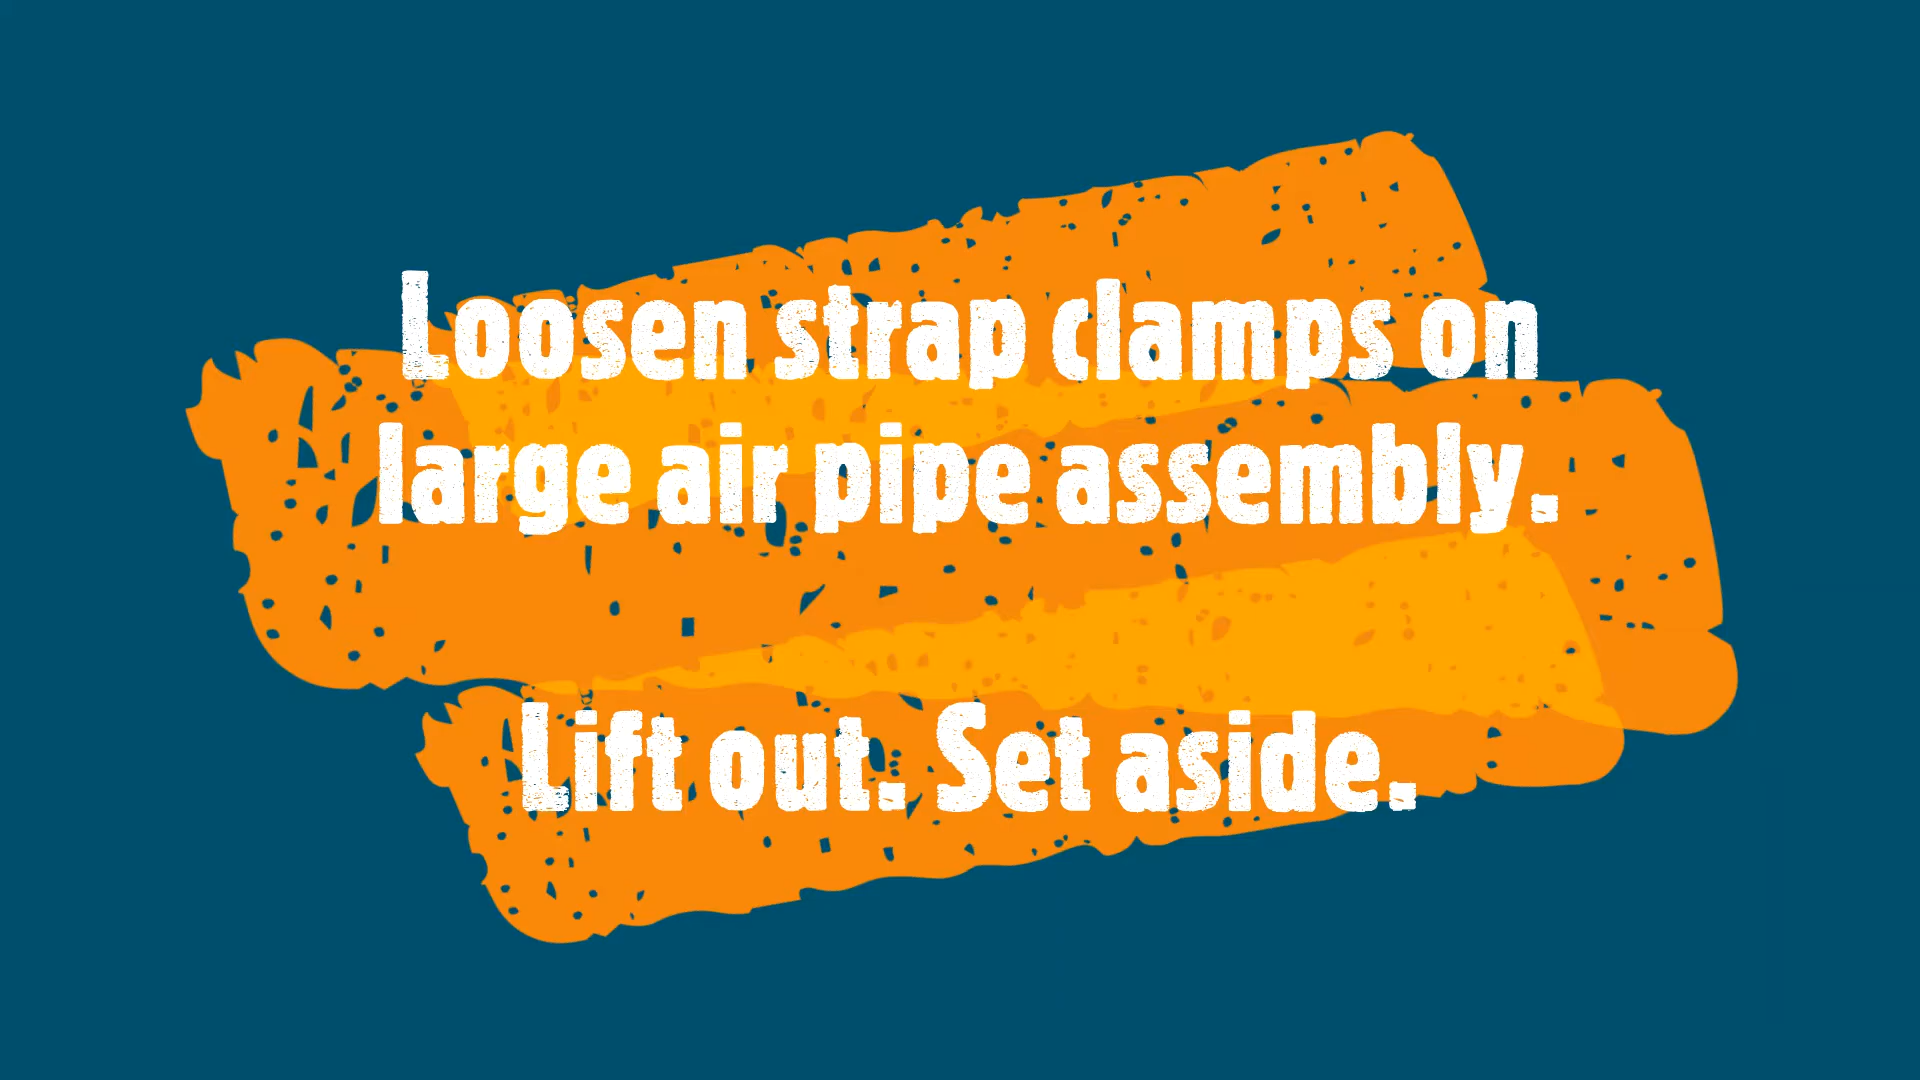 Loosen strap clamps on
large air pipe assembly.
Lift out. Set aside.